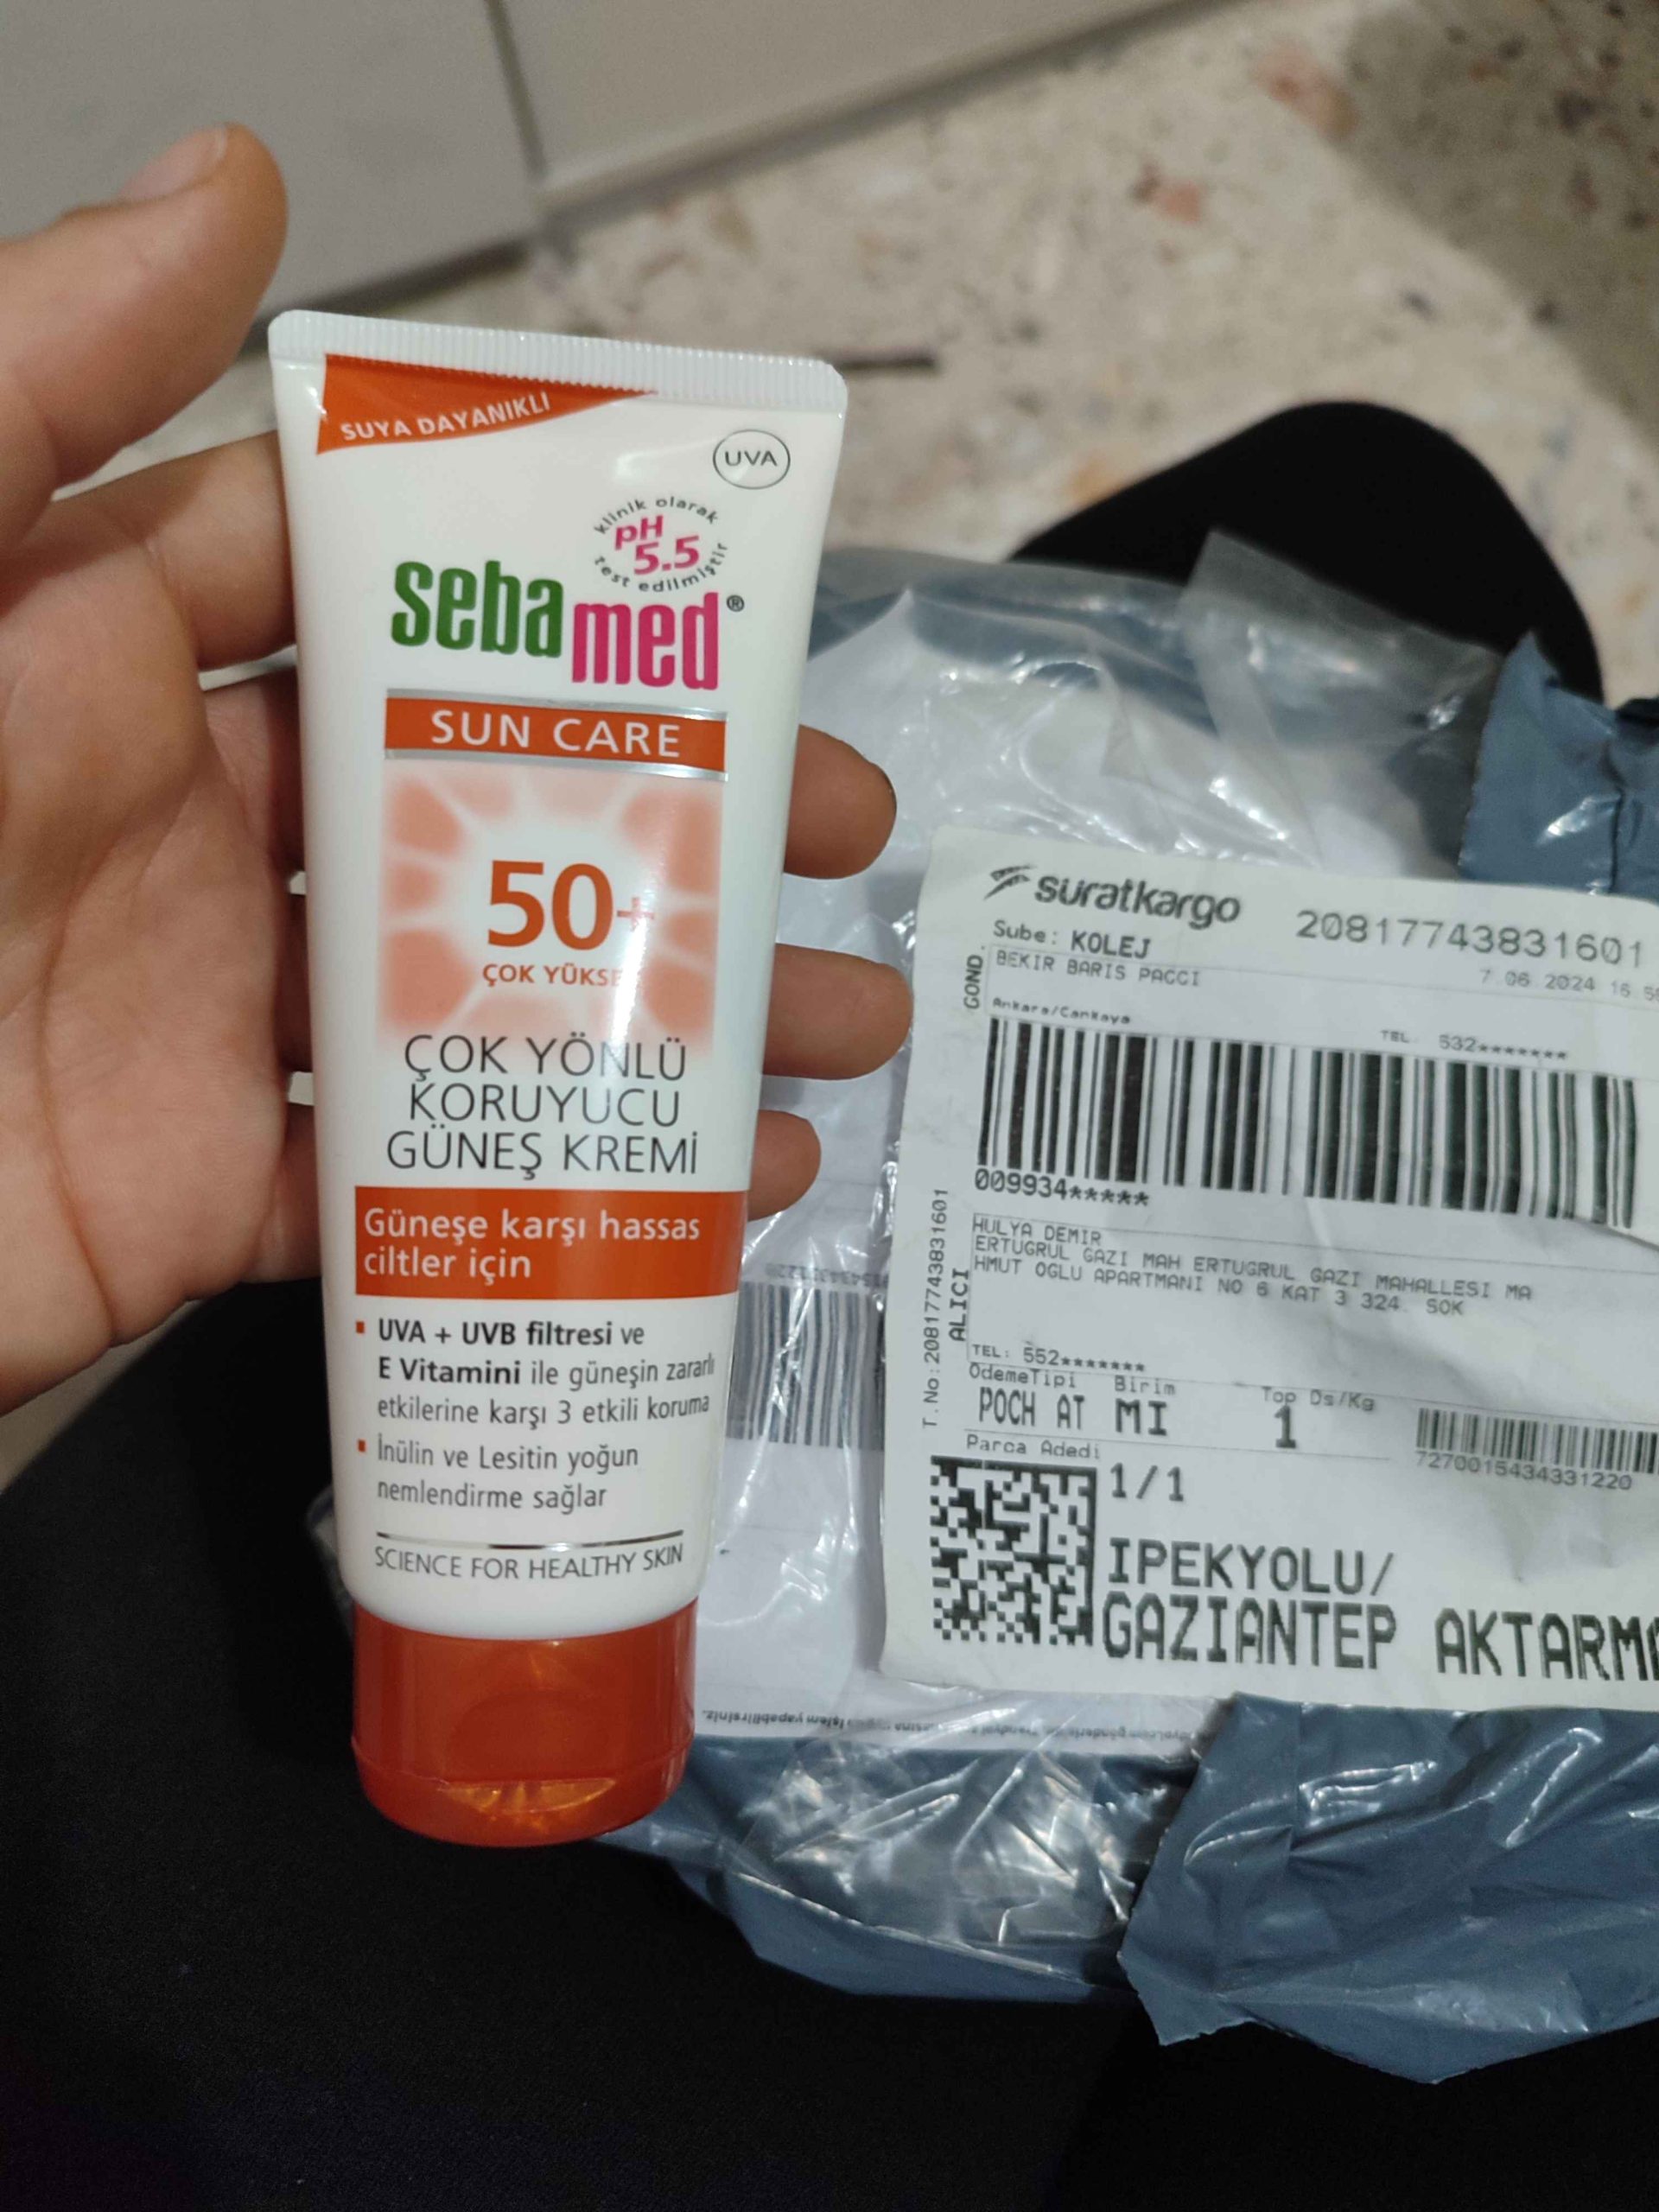 SUYA DAYANIKLI
UVA
klinik olarak
pH
5.5
test edilmiştir
sebamed®
SUN CARE
50+
ÇOK YÜKSE
ÇOK YÖNLÜ
KORUYUCU
GÜNEŞ KREMİ
Güneşe karşı hassas
ciltler için
UVA + UVB filtresi ve
E Vitamini ile güneşin zararlı
etkilerine karşı 3 etkili koruma
İnülin ve Lesitin yoğun
nemlendirme sağlar
SCIENCE FOR HEALTHY SKIN
suratkargo
20817743831601
Sube: KOLEJ
7 06 2024 16
GOND.
BEKIR BARIS PAGCI
Ankara/Cankaya
TEL. 532*******
009934*****
T.No:20817743831601
ALICI
HULYA DEMIR
ERTUGRUL GAZI MAH ERTUGRUL GAZI MAHALLESI MA
HMUT OGLU APARTMANI NO 6 KAT 3 324. SOK
TEL: 552*******
OdemeTipi Birim Top Ds/Kg
POCH AT MI 1
7270015434331220
Parca Adedi
1/1
IPEKYOLU/
GAZIANTEP AKTARMA